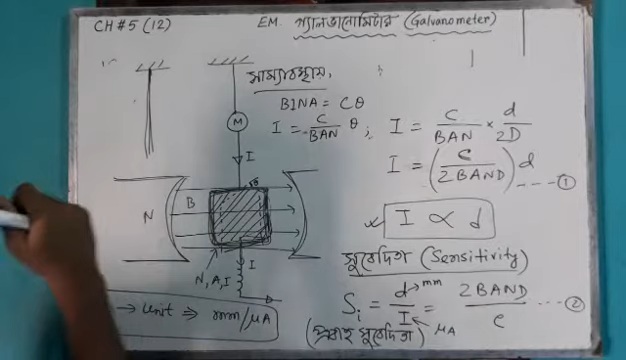 CH # 5 (12)
EM. গ্যালভানোমিটার (Galvanometer)
সাম্যাবস্থায়,
BINA = Cθ
I = C/BAN θ ; I = C/BAN × d/2D
I = (C/2BAND) d ---- ①
I ∝ d
সুবেদিতা (Sensitivity)
Sᵢ = d/I = 2BAND/C --- ②
mm
μA
(প্রবাহ সুবেদিতা)
M
I
N
B
N, A, I
I
→ Unit ⇒ mm/μA